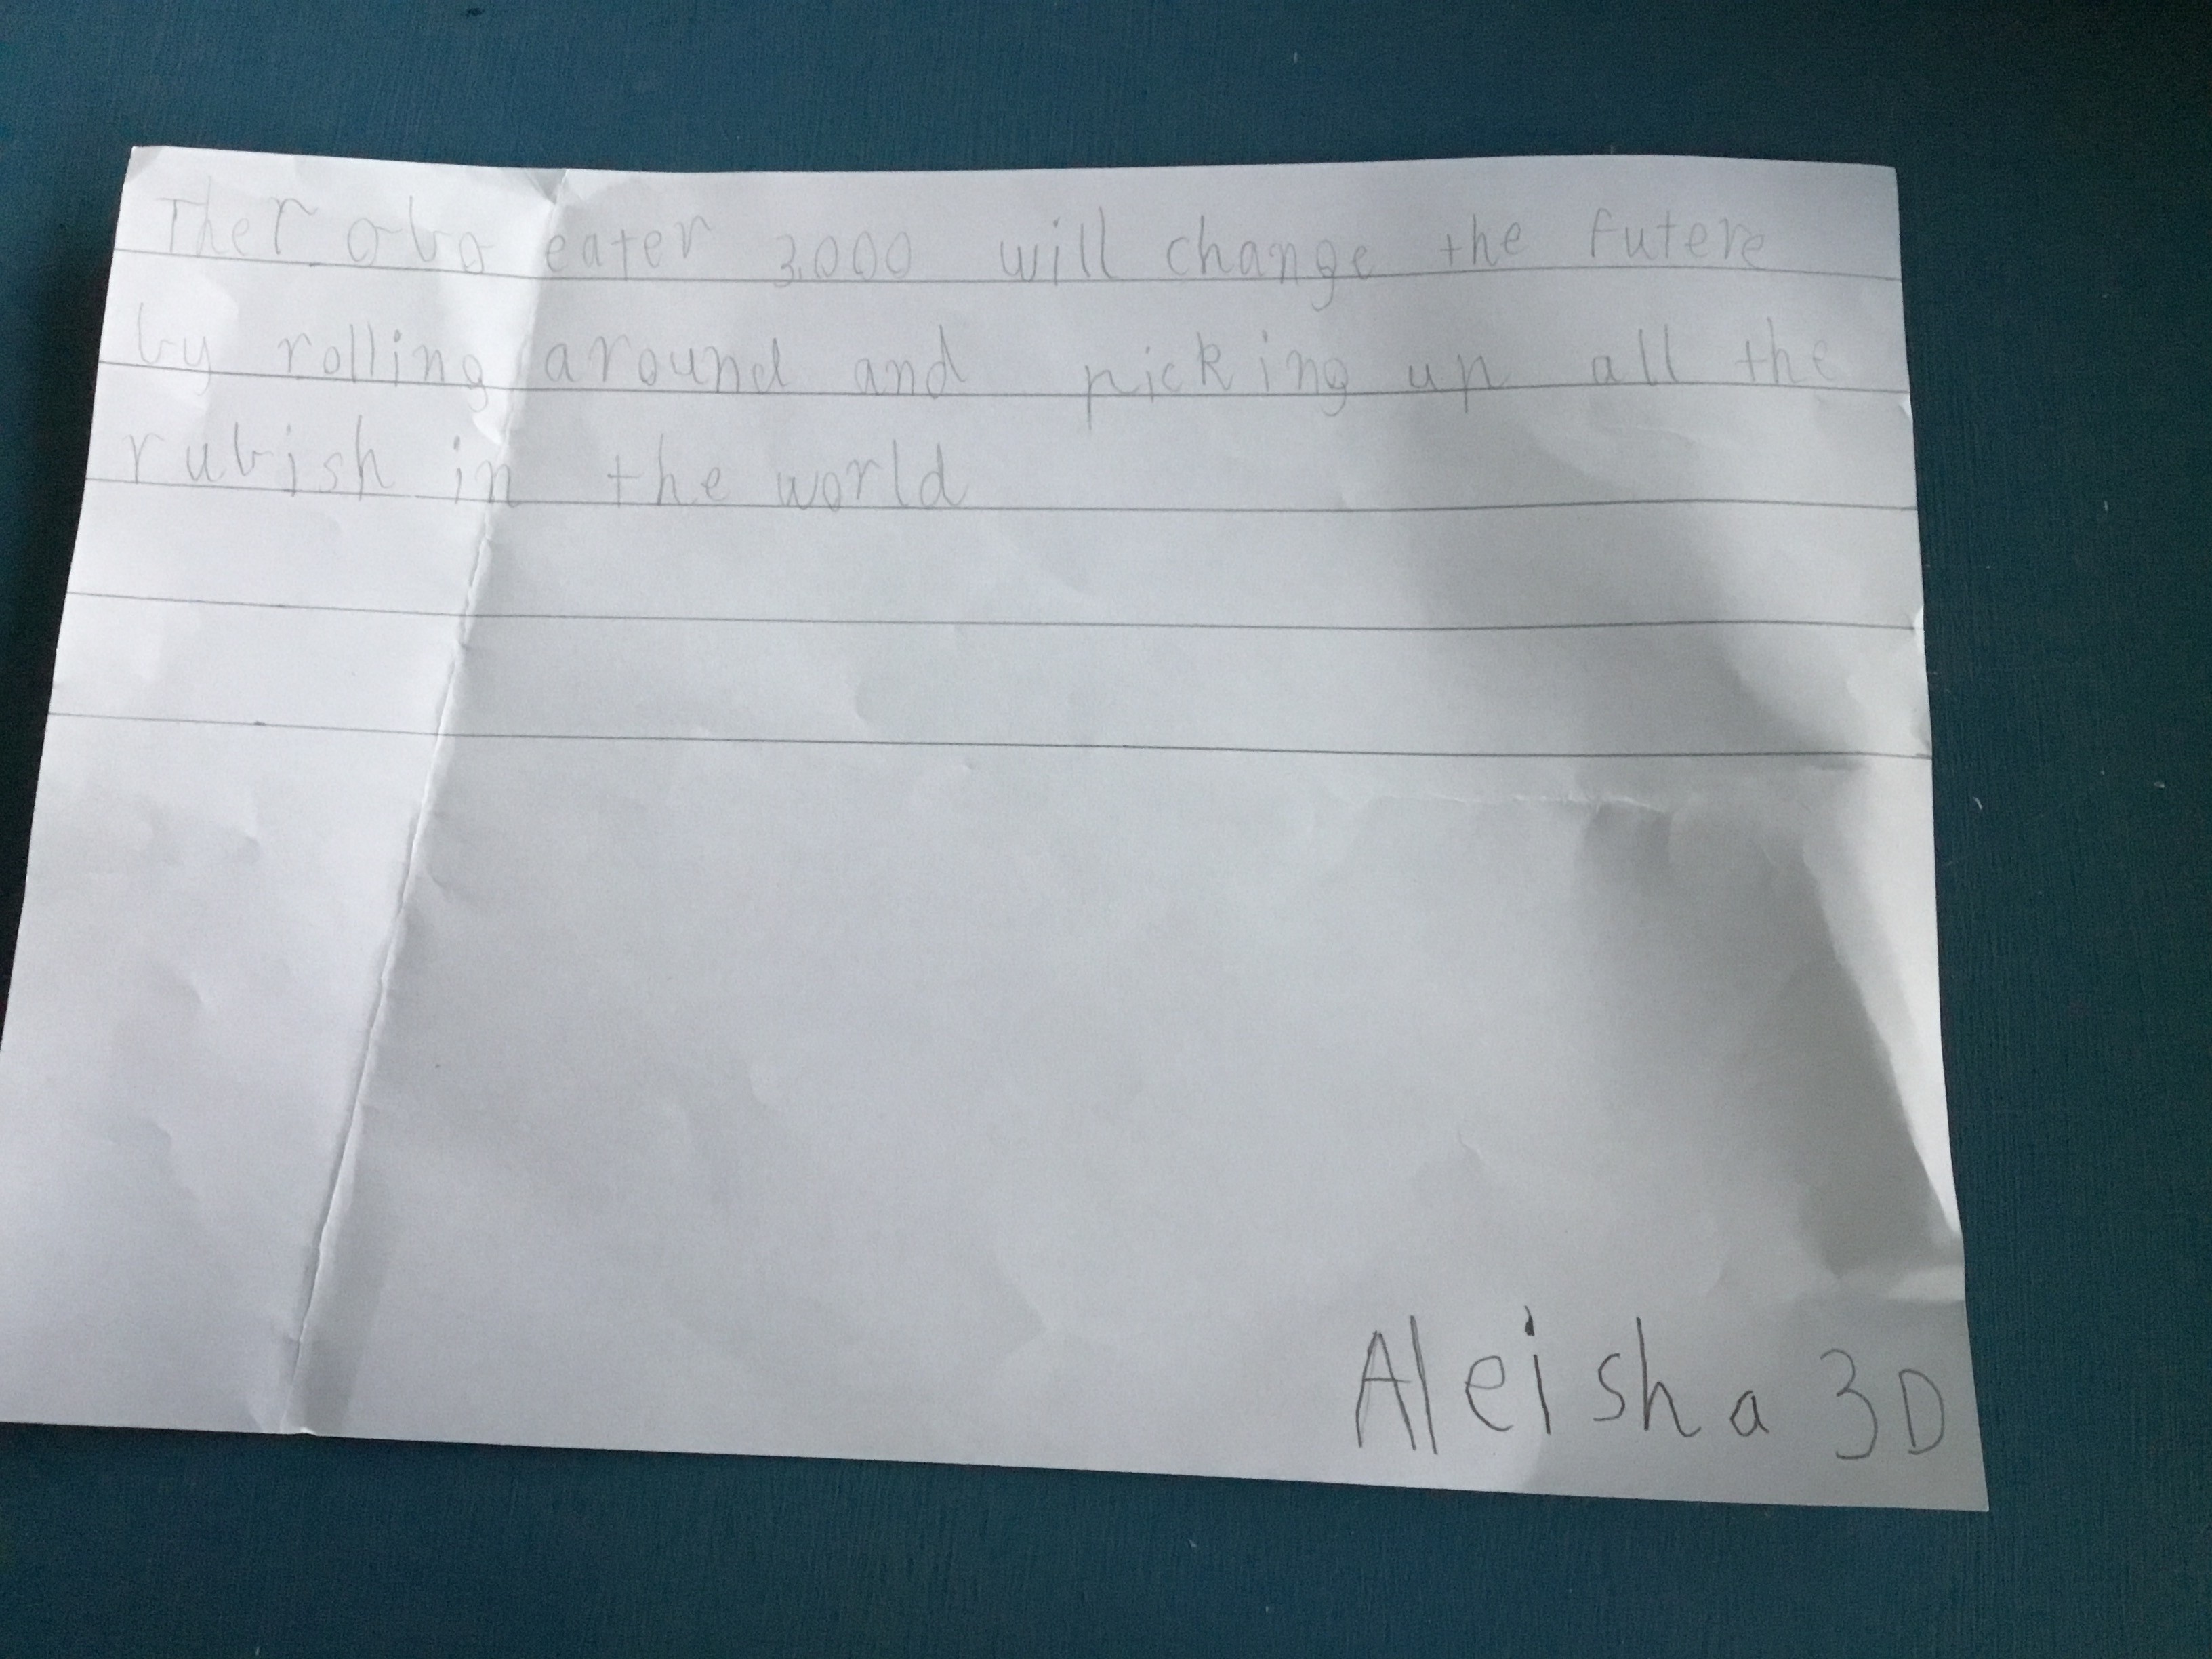 The r obo eater 3,000 will change the futere
by rolling around and picking up all the
rubish in the world
Aleisha 3D